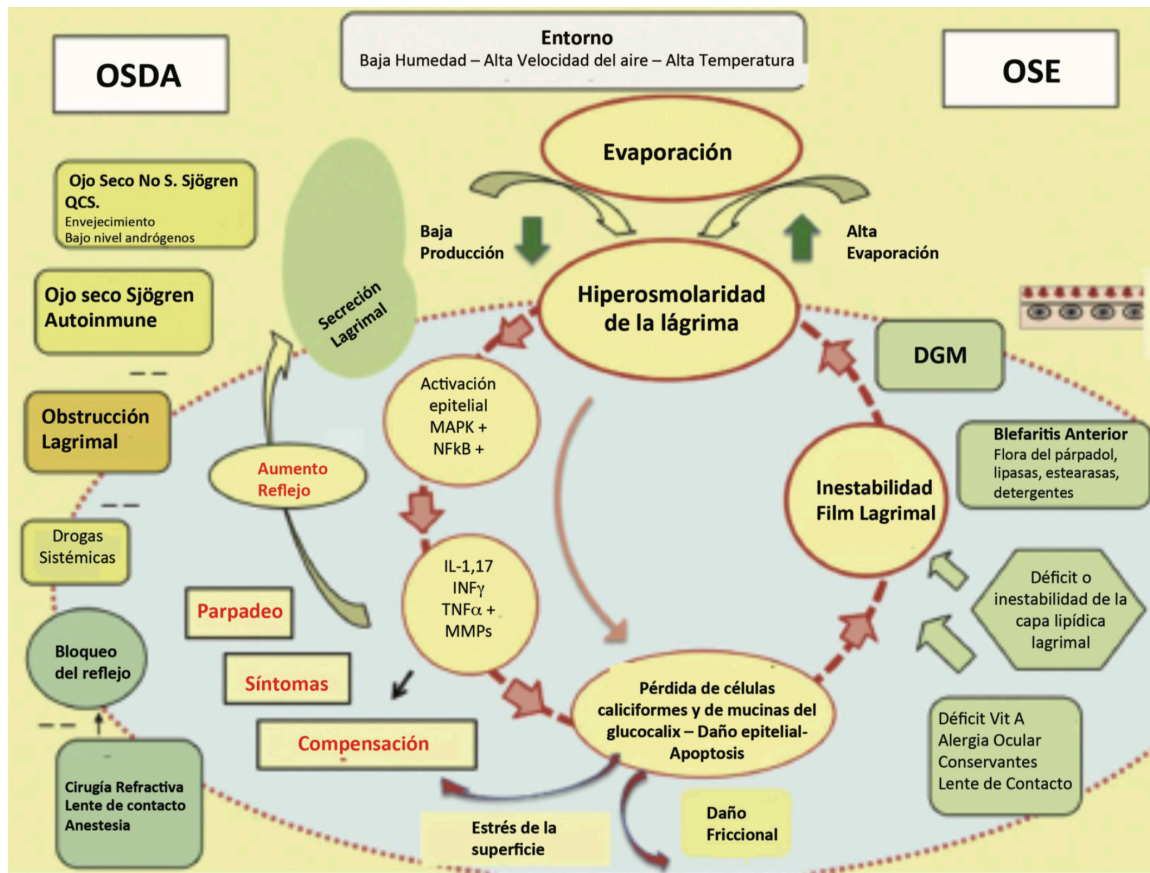 OSDA
Entorno
Baja Humedad – Alta Velocidad del aire – Alta Temperatura
OSE
Evaporación
Ojo Seco No S. Sjögren
QCS.
Envejecimiento
Bajo nivel andrógenos
Baja
Producción
Alta
Evaporación
Ojo seco Sjögren
Autoinmune
Secreción
Lagrimal
Hiperosmolaridad
de la lágrima
DGM
Obstrucción
Lagrimal
Activación
epitelial
MAPK +
NFkB +
Aumento
Reflejo
Inestabilidad
Film Lagrimal
Blefaritis Anterior
Flora del párpadol,
lipasas, estearasas,
detergentes
Drogas
Sistémicas
IL-1,17
INFγ
TNFα +
MMPs
Déficit o
inestabilidad de la
capa lipídica
lagrimal
Parpadeo
Bloqueo
del reflejo
Síntomas
Compensación
Pérdida de células
caliciformes y de mucinas del
glucocalix – Daño epitelial-
Apoptosis
Déficit Vit A
Alergia Ocular
Conservantes
Lente de Contacto
Cirugía Refractiva
Lente de contacto
Anestesia
Estrés de la
superficie
Daño
Friccional